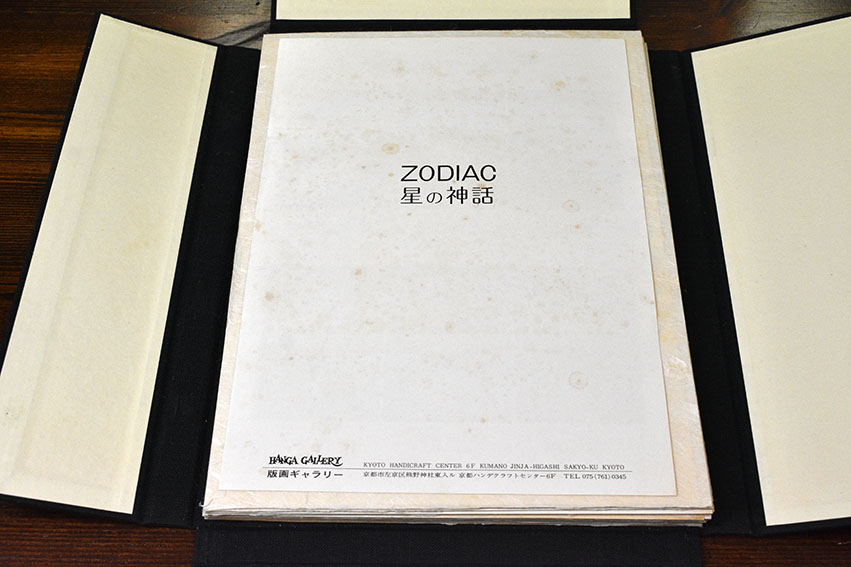 ZODIAC
星の神話
HANGA GALLERY
版画ギャラリー
KYOTO HANDICRAFT CENTER 6F KUMANO JINJA-HIGASHI SAKYO-KU KYOTO
京都市左京区熊野神社東入ル 京都ハンデクラフトセンター6F TEL 075(761)0345